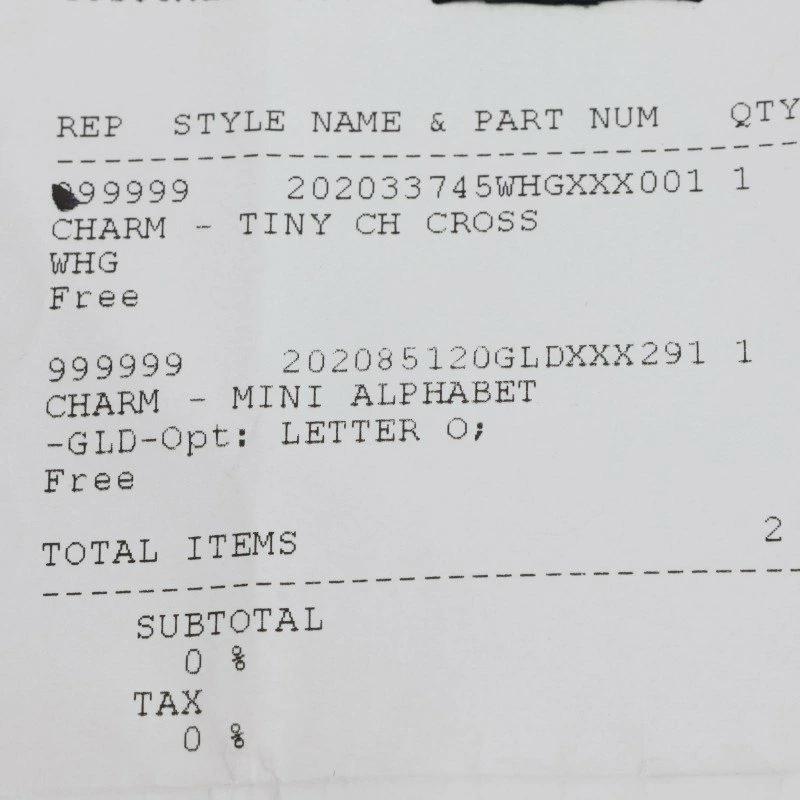 REP STYLE NAME & PART NUM QTY
999999 202033745WHGXXX001 1
CHARM - TINY CH CROSS
WHG
Free
999999 202085120GLDXXX291 1
CHARM - MINI ALPHABET
-GLD-Opt: LETTER O;
Free
TOTAL ITEMS 2
SUBTOTAL
0 %
TAX
0 %